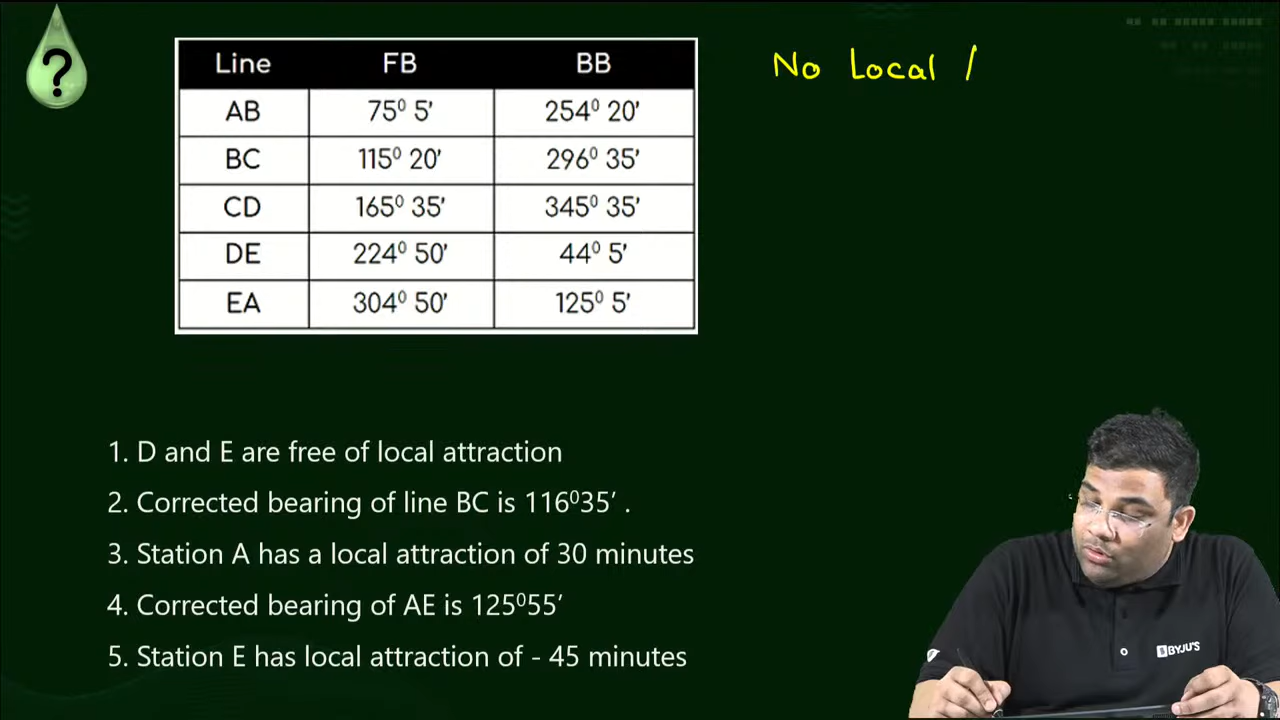 ?
Line FB BB
AB 75⁰ 5' 254⁰ 20'
BC 115⁰ 20' 296⁰ 35'
CD 165⁰ 35' 345⁰ 35'
DE 224⁰ 50' 44⁰ 5'
EA 304⁰ 50' 125⁰ 5'
No Local
1. D and E are free of local attraction
2. Corrected bearing of line BC is 116⁰35' .
3. Station A has a local attraction of 30 minutes
4. Corrected bearing of AE is 125⁰55'
5. Station E has local attraction of - 45 minutes
BYJU'S